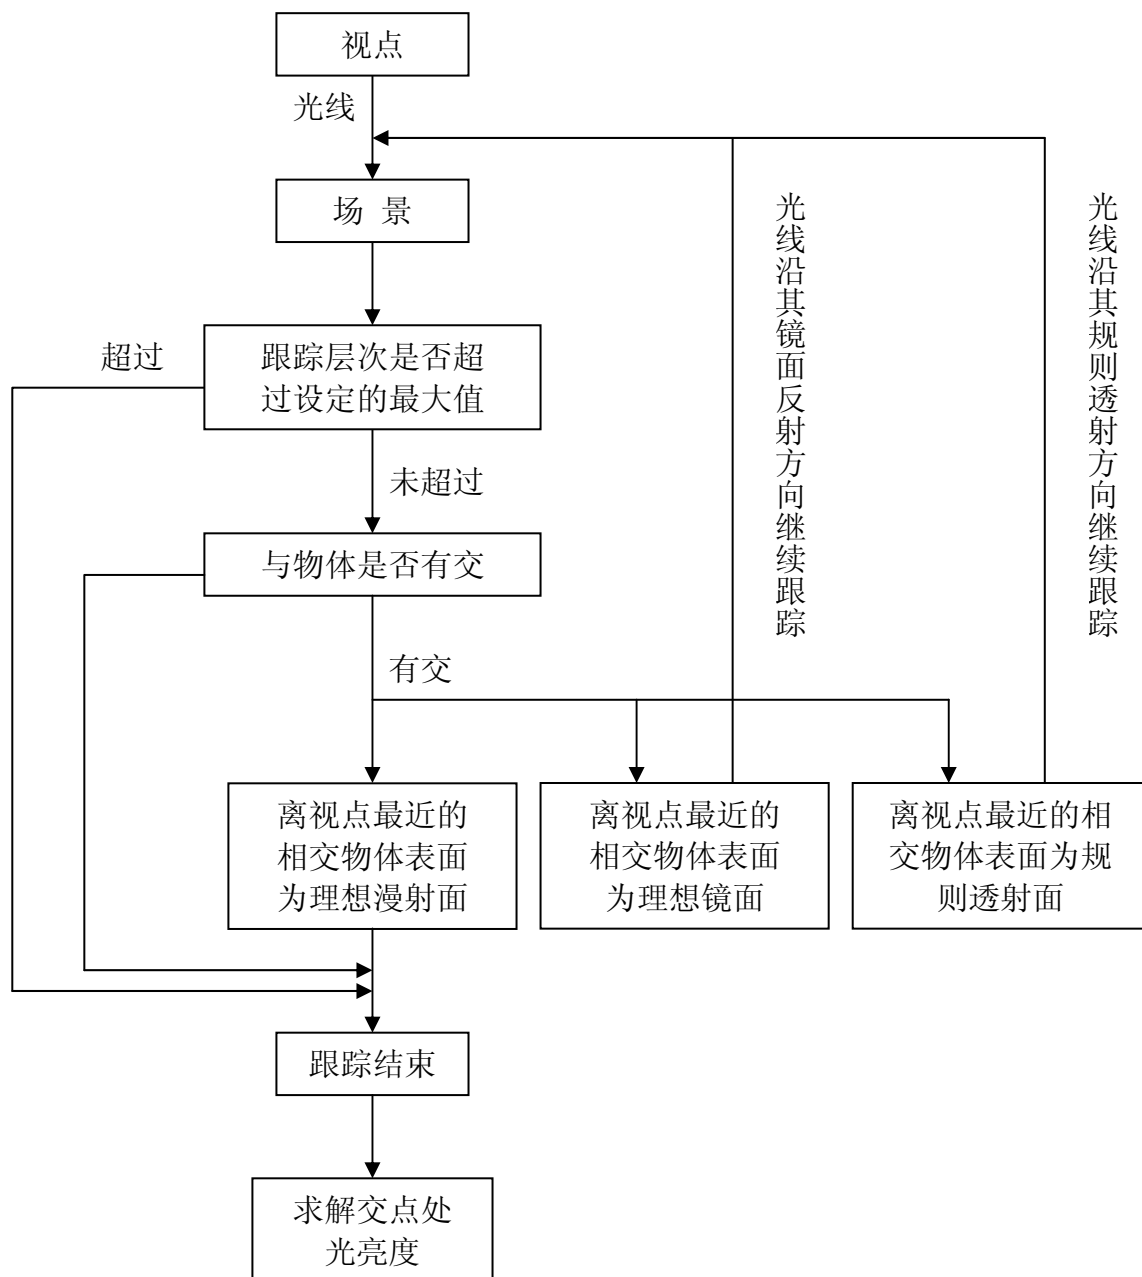 视点
光线
场 景
超过
跟踪层次是否超
过设定的最大值
未超过
与物体是否有交
有交
光线沿其镜面反射方向继续跟踪
光线沿其规则透射方向继续跟踪
离视点最近的
相交物体表面
为理想漫射面
离视点最近的
相交物体表面
为理想镜面
离视点最近的相
交物体表面为规
则透射面
跟踪结束
求解交点处
光亮度